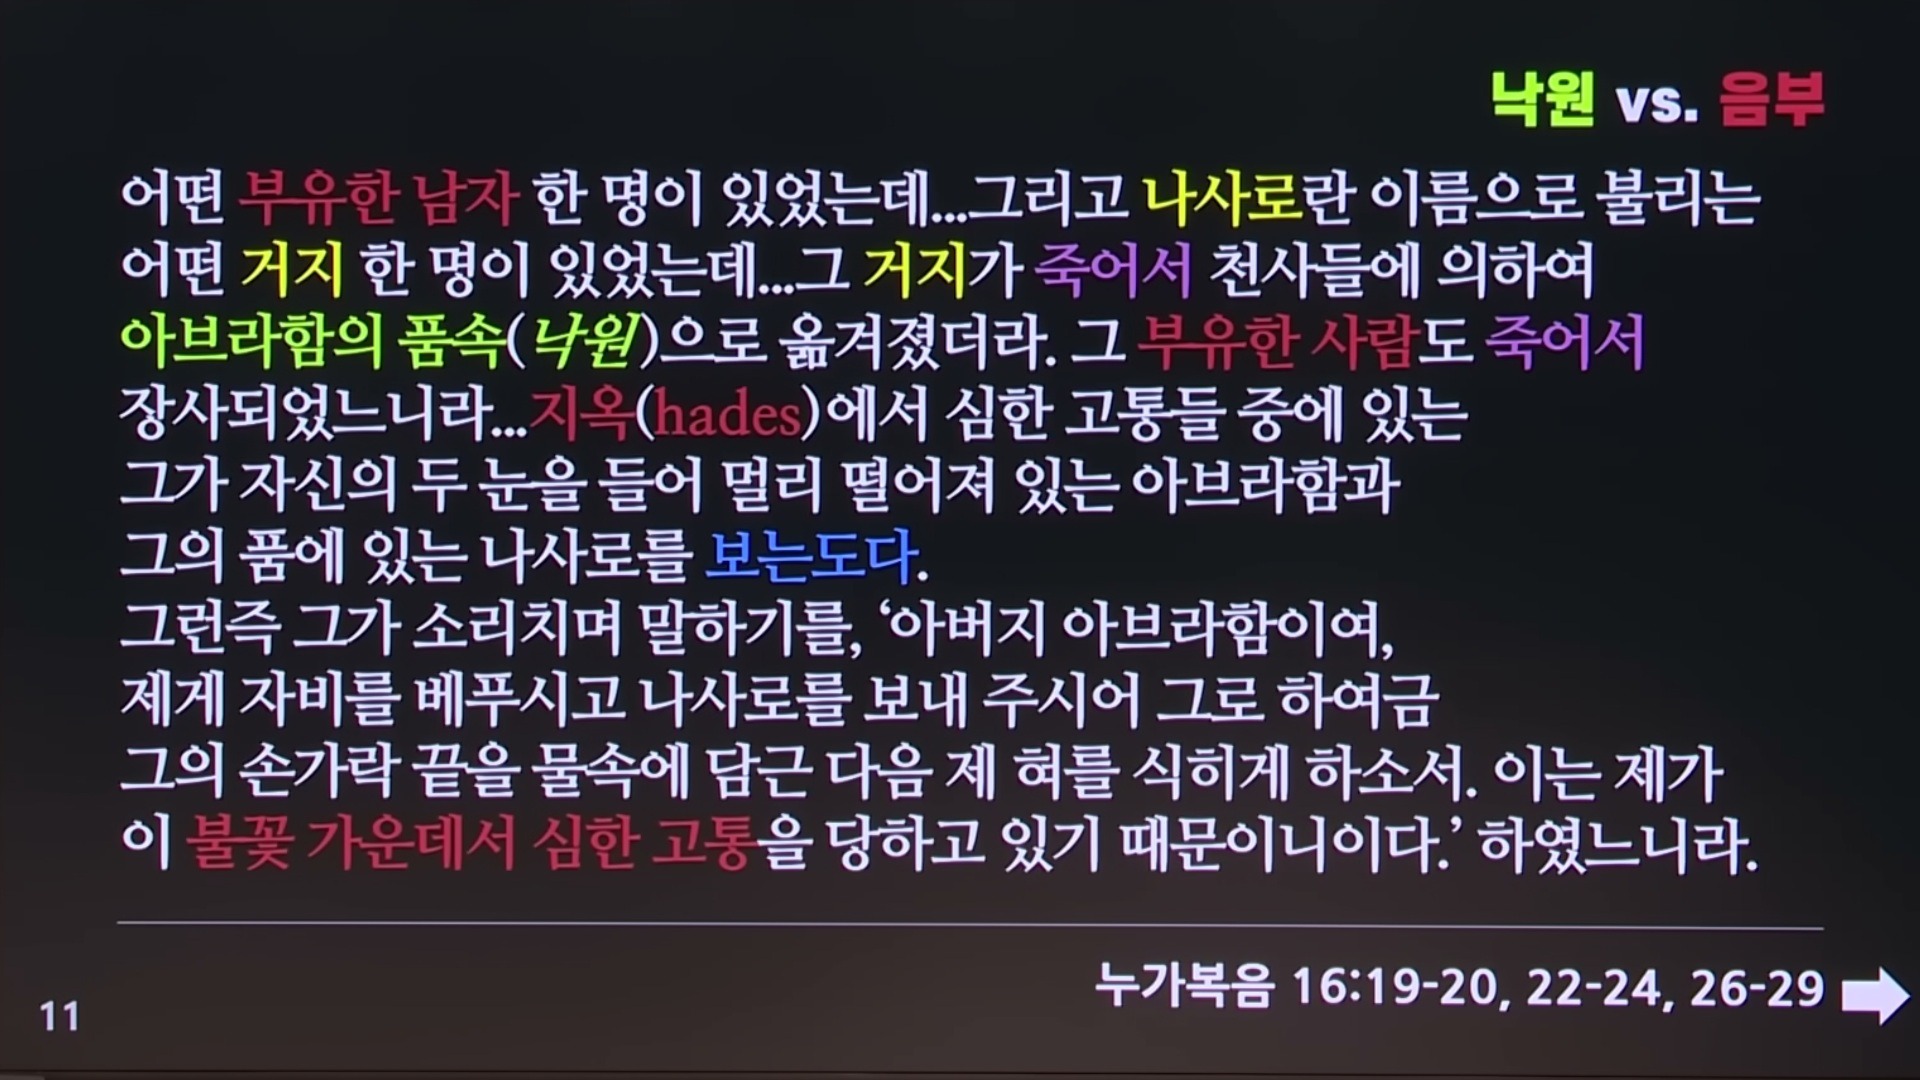 낙원 vs. 음부
어떤 부유한 남자 한 명이 있었는데...그리고 나사로란 이름으로 불리는
어떤 거지 한 명이 있었는데...그 거지가 죽어서 천사들에 의하여
아브라함의 품속(낙원)으로 옮겨졌더라. 그 부유한 사람도 죽어서
장사되었느니라...지옥(hades)에서 심한 고통들 중에 있는
그가 자신의 두 눈을 들어 멀리 떨어져 있는 아브라함과
그의 품에 있는 나사로를 보는도다.
그런즉 그가 소리치며 말하기를, ‘아버지 아브라함이여,
제게 자비를 베푸시고 나사로를 보내 주시어 그로 하여금
그의 손가락 끝을 물속에 담근 다음 제 혀를 식히게 하소서. 이는 제가
이 불꽃 가운데서 심한 고통을 당하고 있기 때문이니이다.’ 하였느니라.
누가복음 16:19-20, 22-24, 26-29
11